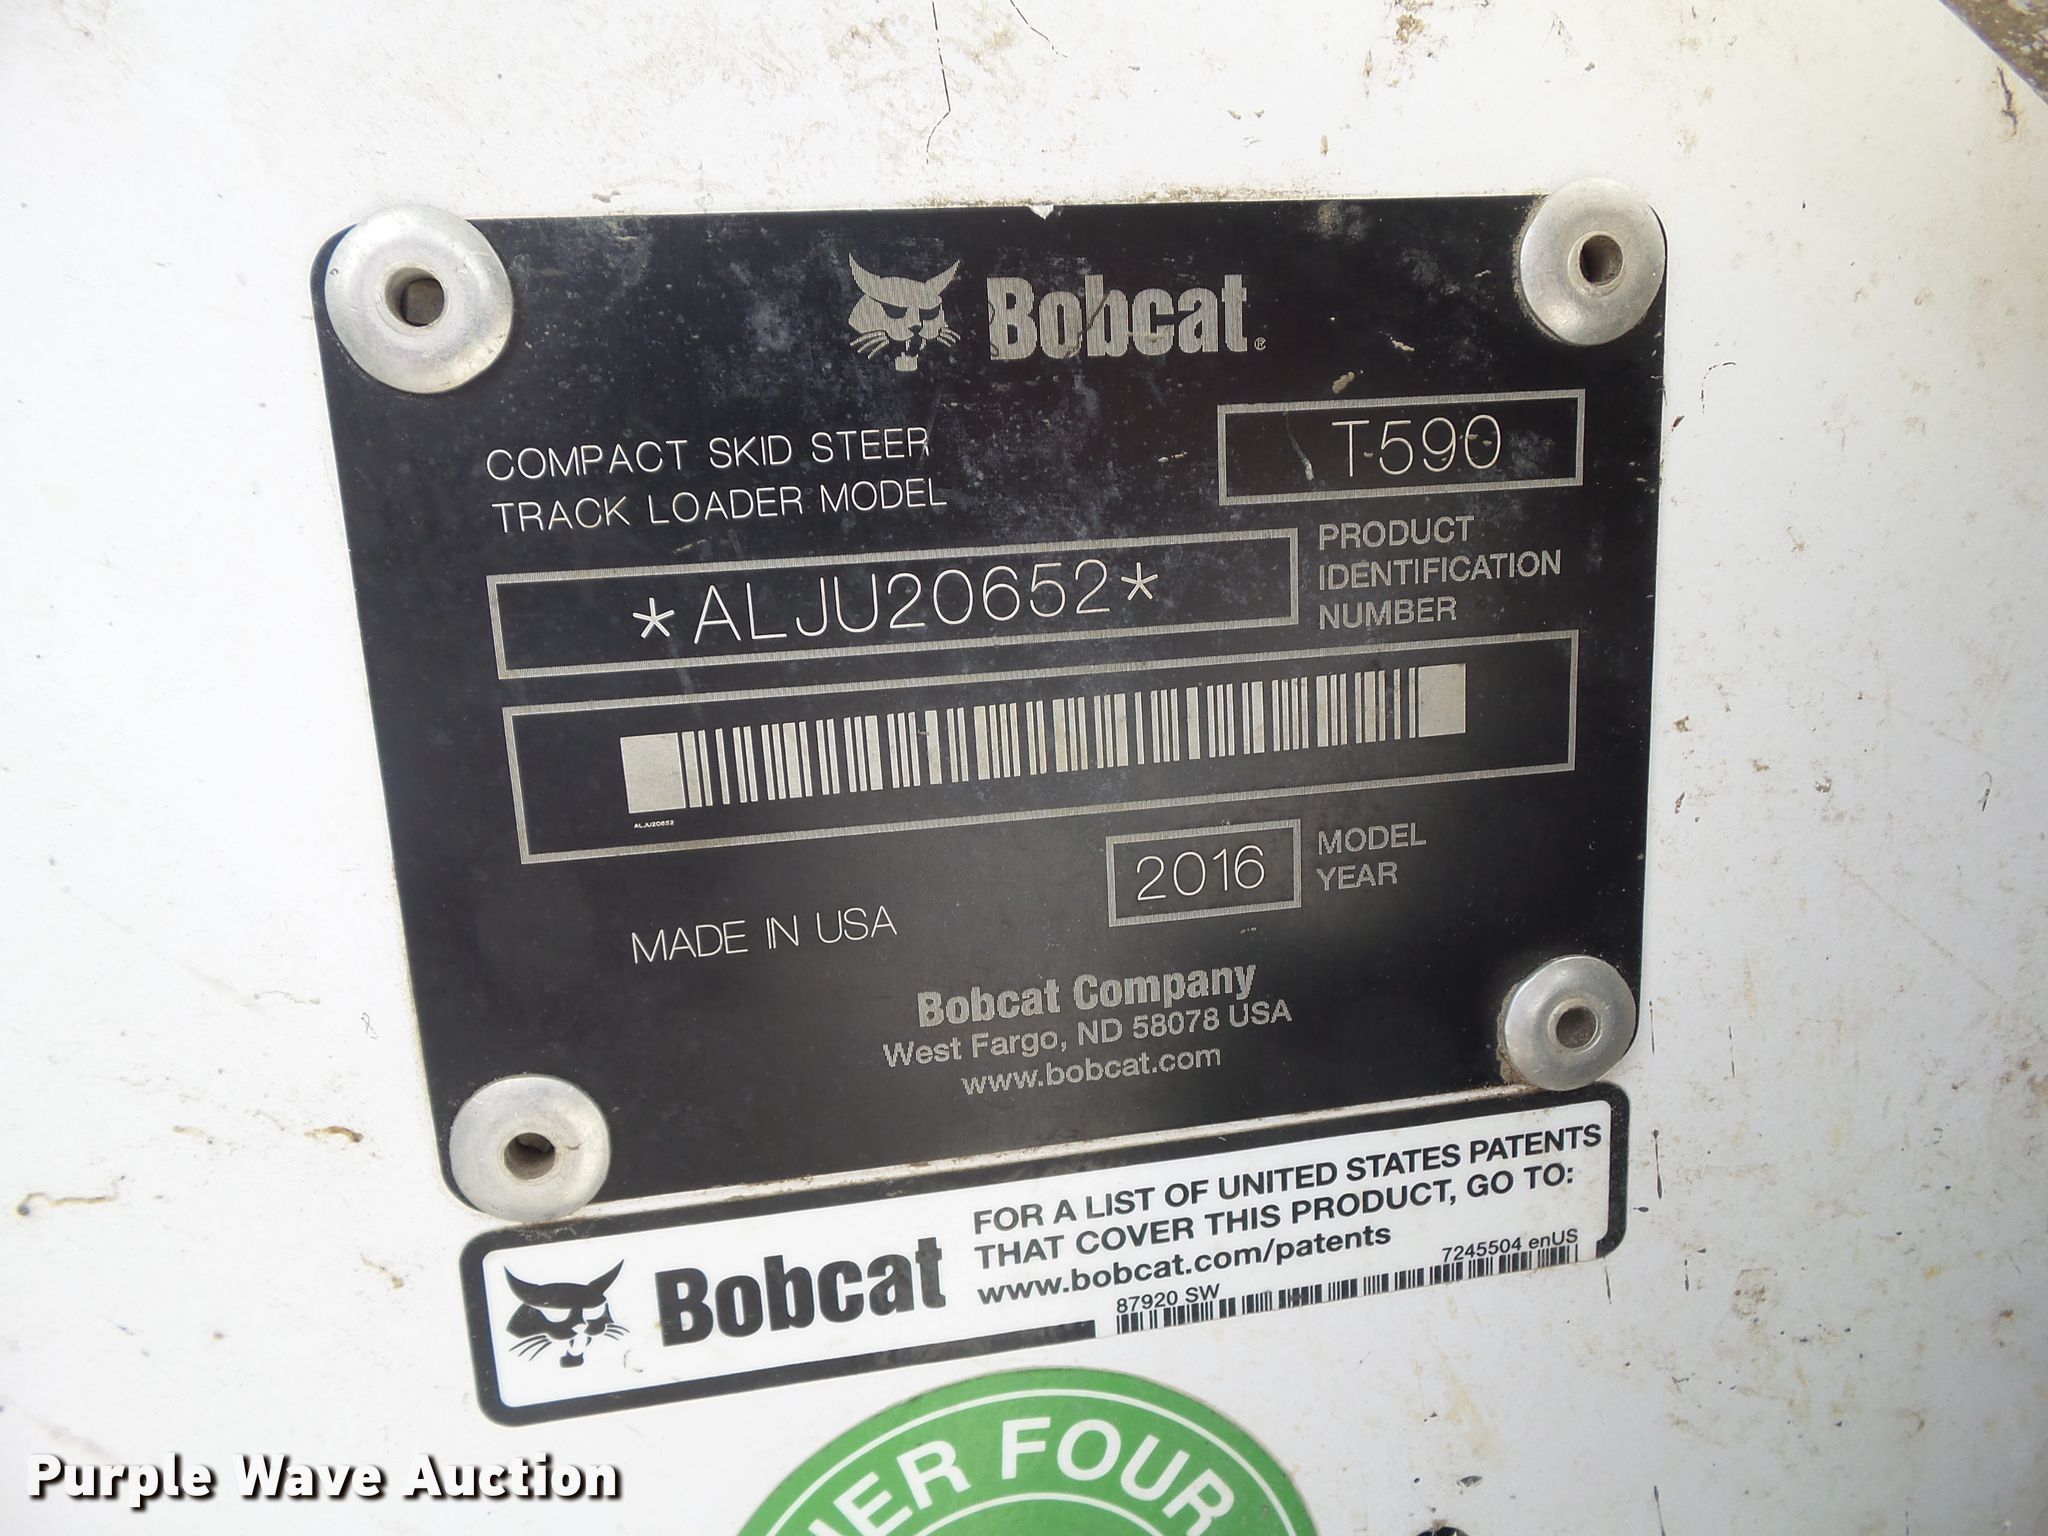 Bobcat®
COMPACT SKID STEER
TRACK LOADER MODEL
T590
*ALJU20652*
PRODUCT
IDENTIFICATION
NUMBER
ALJU20652
2016
MODEL
YEAR
MADE IN USA
Bobcat Company
West Fargo, ND 58078 USA
www.bobcat.com
Bobcat
FOR A LIST OF UNITED STATES PATENTS
THAT COVER THIS PRODUCT, GO TO:
www.bobcat.com/patents
7245504 enUS
87920 SW
FOUR
Purple Wave Auction